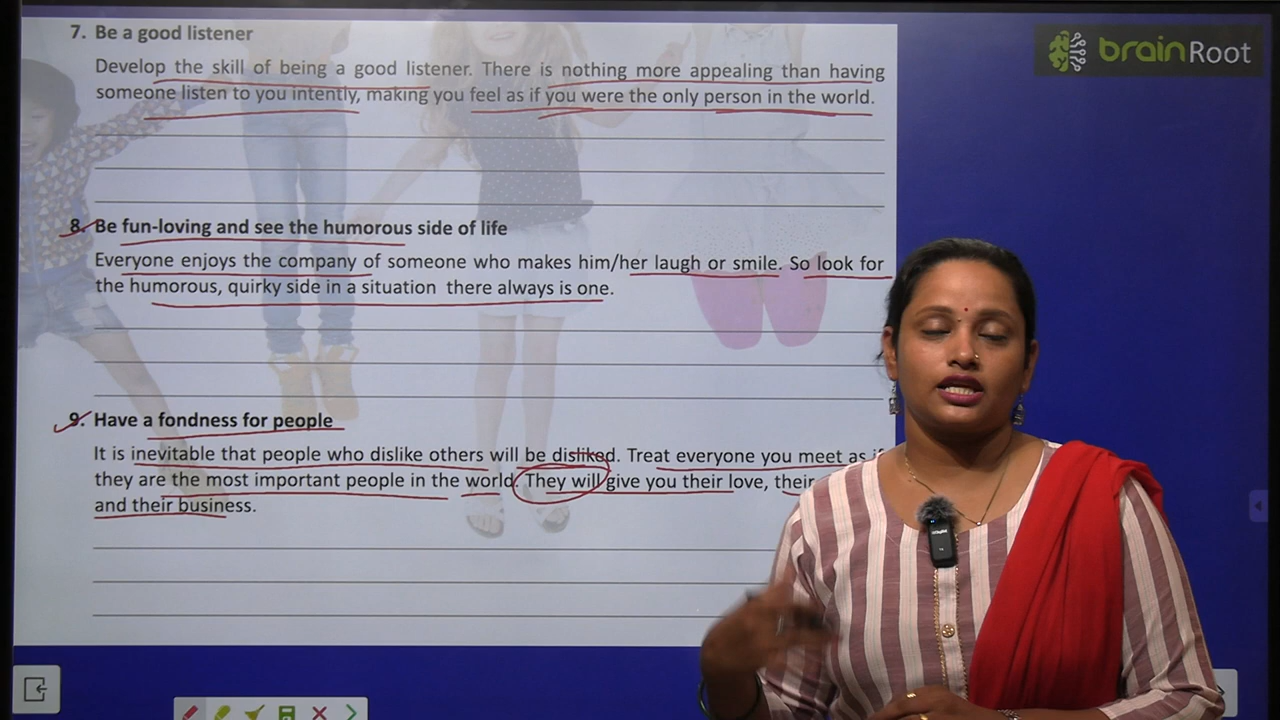 7. Be a good listener
Develop the skill of being a good listener. There is nothing more appealing than having
someone listen to you intently, making you feel as if you were the only person in the world.
8. Be fun-loving and see the humorous side of life
Everyone enjoys the company of someone who makes him/her laugh or smile. So look for
the humorous, quirky side in a situation there always is one.
9. Have a fondness for people
It is inevitable that people who dislike others will be disliked. Treat everyone you meet as if
they are the most important people in the world. They will give you their love, their
and their business.
brainRoot